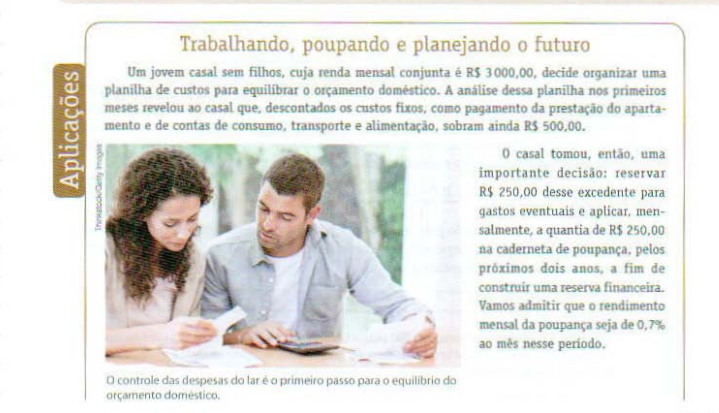 Trabalhando, poupando e planejando o futuro
Aplicações
Um jovem casal sem filhos, cuja renda mensal conjunta é R$ 3 000,00, decide organizar uma
planilha de custos para equilibrar o orçamento doméstico. A análise dessa planilha nos primeiros
meses revelou ao casal que, descontados os custos fixos, como pagamento da prestação do aparta-
mento e de contas de consumo, transporte e alimentação, sobram ainda R$ 500,00.
Thinkstock/Getty Images
O casal tomou, então, uma
importante decisão: reservar
R$ 250,00 desse excedente para
gastos eventuais e aplicar, men-
salmente, a quantia de R$ 250,00
na caderneta de poupança, pelos
próximos dois anos, a fim de
construir uma reserva financeira.
Vamos admitir que o rendimento
mensal da poupança seja de 0,7%
ao mês nesse período.
O controle das despesas do lar é o primeiro passo para o equilíbrio do
orçamento doméstico.